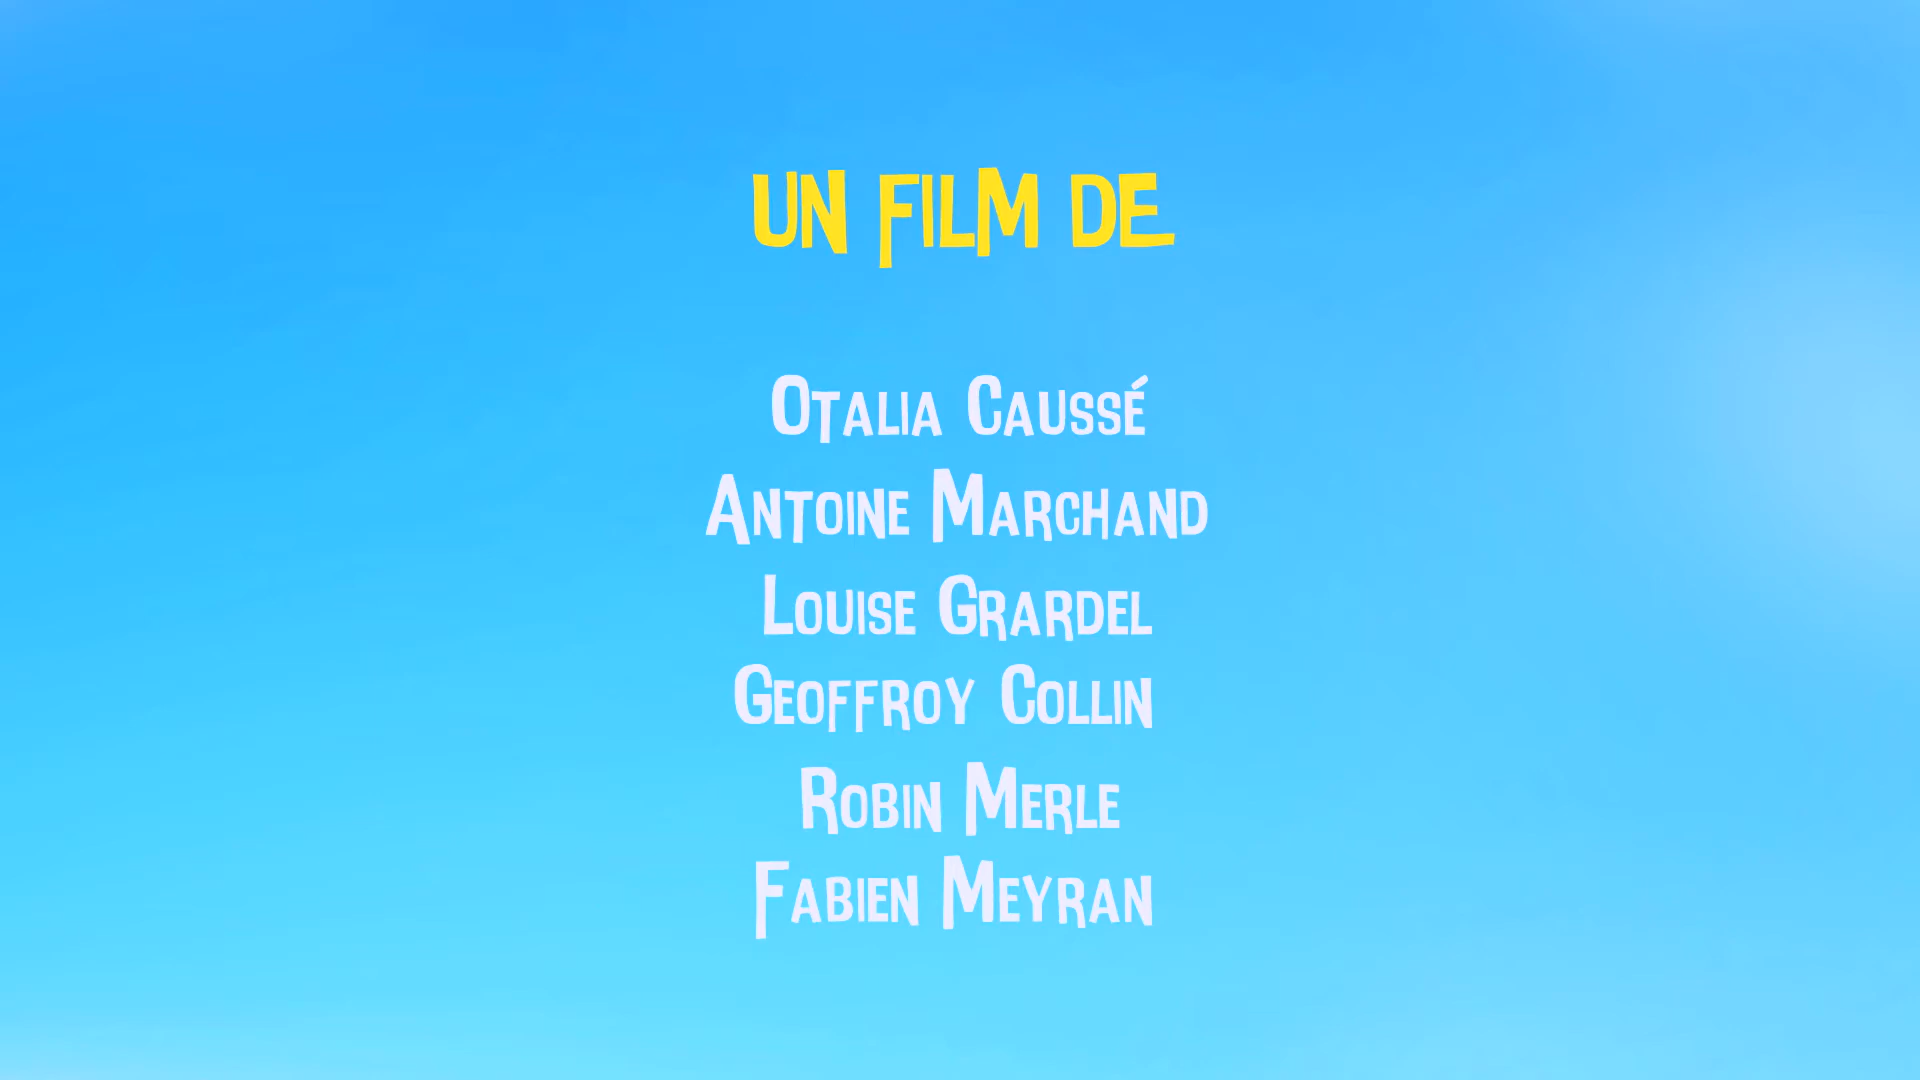 UN FILM DE
Otalia Caussé
Antoine Marchand
Louise Grardel
Geoffroy Collin
Robin Merle
Fabien Meyran